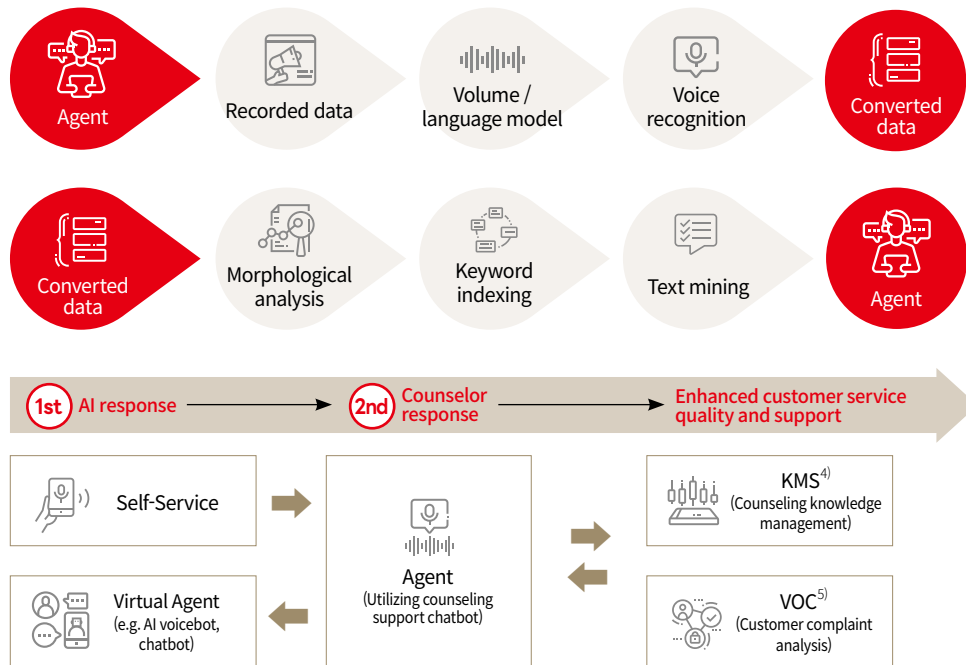 Agent
Recorded data
Volume /
language model
Voice
recognition
Converted
data
Converted
data
Morphological
analysis
Keyword
indexing
Text mining
Agent
1st AI response
2nd Counselor
response
Enhanced customer service
quality and support
Self-Service
Virtual Agent
(e.g. AI voicebot,
chatbot)
Agent
(Utilizing counseling
support chatbot)
KMS4)
(Counseling knowledge
management)
VOC5)
(Customer complaint
analysis)